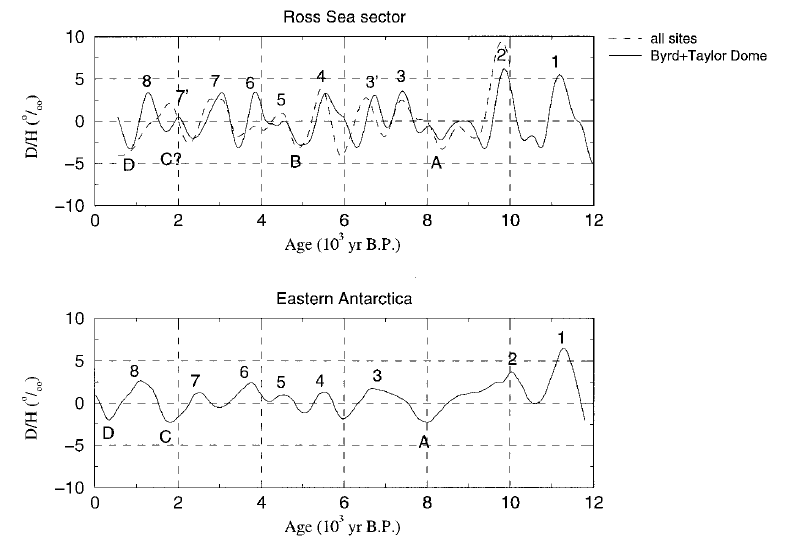 Ross Sea sector
all sites
Byrd+Taylor Dome
D/H (‰)
10
5
0
−5
−10
8
7'
7
6
5
4
3'
3
2
1
D
C?
B
A
0 2 4 6 8 10 12
Age (10³ yr B.P.)
Eastern Antarctica
D/H (‰)
10
5
0
−5
−10
8
7
6
5
4
3
2
1
D
C
A
0 2 4 6 8 10 12
Age (10³ yr B.P.)